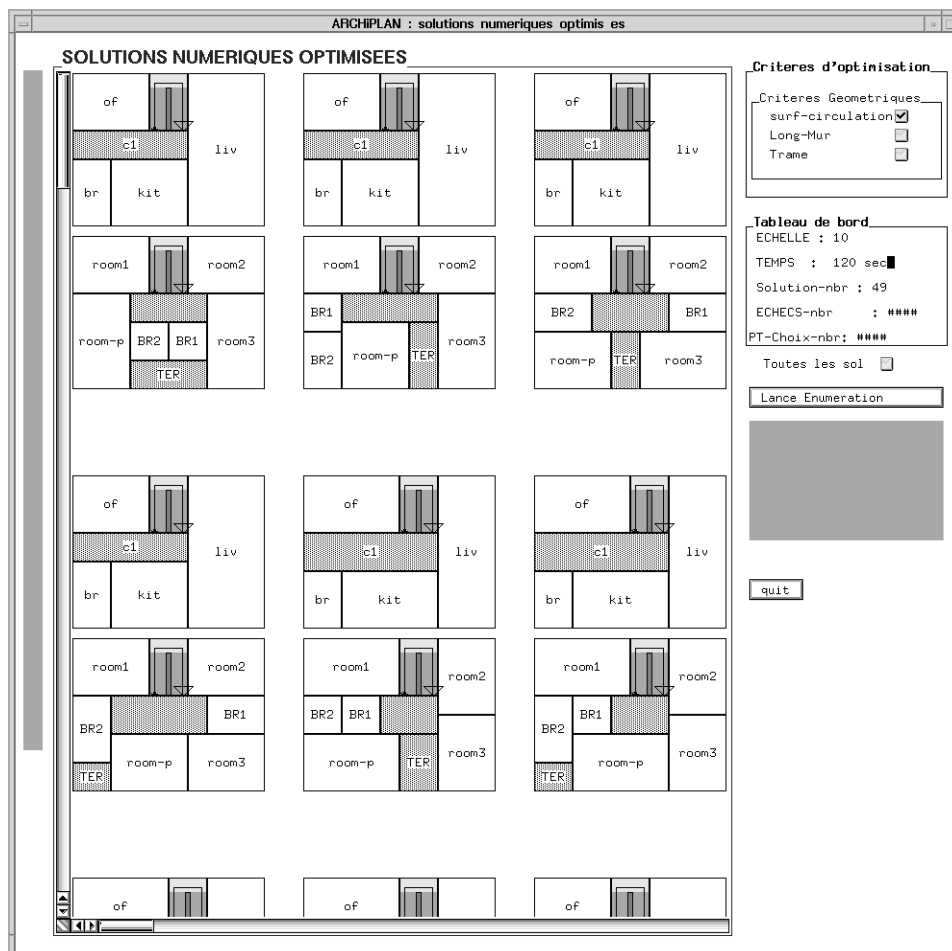 ARCHiPLAN : solutions numeriques optimis es
SOLUTIONS NUMERIQUES OPTIMISEES
of
c1
liv
br
kit
of
c1
liv
br
kit
of
c1
liv
br
kit
room1
room2
room-p
BR2
BR1
room3
TER
room1
room2
BR1
room-p
TER
room3
BR2
room1
room2
BR2
BR1
room-p
TER
room3
of
c1
liv
br
kit
of
c1
liv
br
kit
of
c1
liv
br
kit
room1
room2
BR2
BR1
room-p
room3
TER
room1
room2
BR2
BR1
room3
room-p
TER
room1
room2
BR2
BR1
room3
room-p
TER
of
of
of
Criteres d'optimisation
Criteres Geometriques
surf-circulation
Long-Mur
Trame
Tableau de bord
ECHELLE : 10
TEMPS : 120 sec
Solution-nbr : 49
ECHECS-nbr : ####
PT-Choix-nbr: ####
Toutes les sol
Lance Enumeration
quit